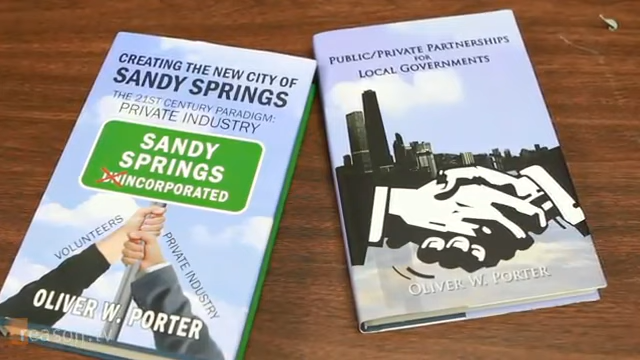 CREATING THE NEW CITY OF
SANDY SPRINGS
THE 21ST CENTURY PARADIGM:
PRIVATE INDUSTRY
SANDY
SPRINGS
UNINCORPORATED
VOLUNTEERS
PRIVATE INDUSTRY
OLIVER W. PORTER
PUBLIC/PRIVATE PARTNERSHIPS
FOR
LOCAL GOVERNMENTS
OLIVER W. PORTER
reason.tv